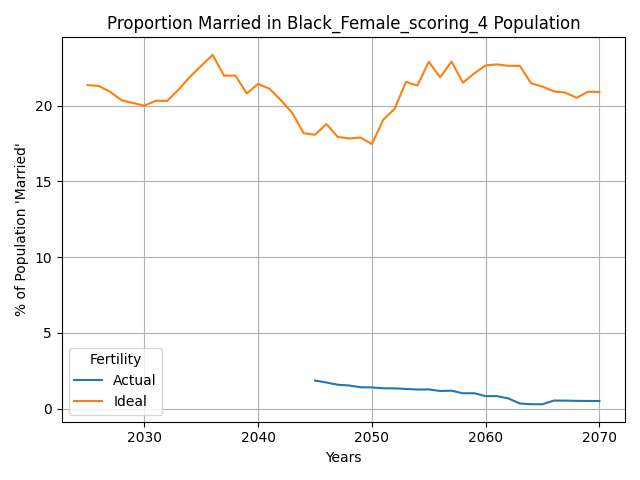 Proportion Married in Black_Female_scoring_4 Population
% of Population 'Married'
20
15
10
5
0
Fertility
Actual
Ideal
2030 2040 2050 2060 2070
Years